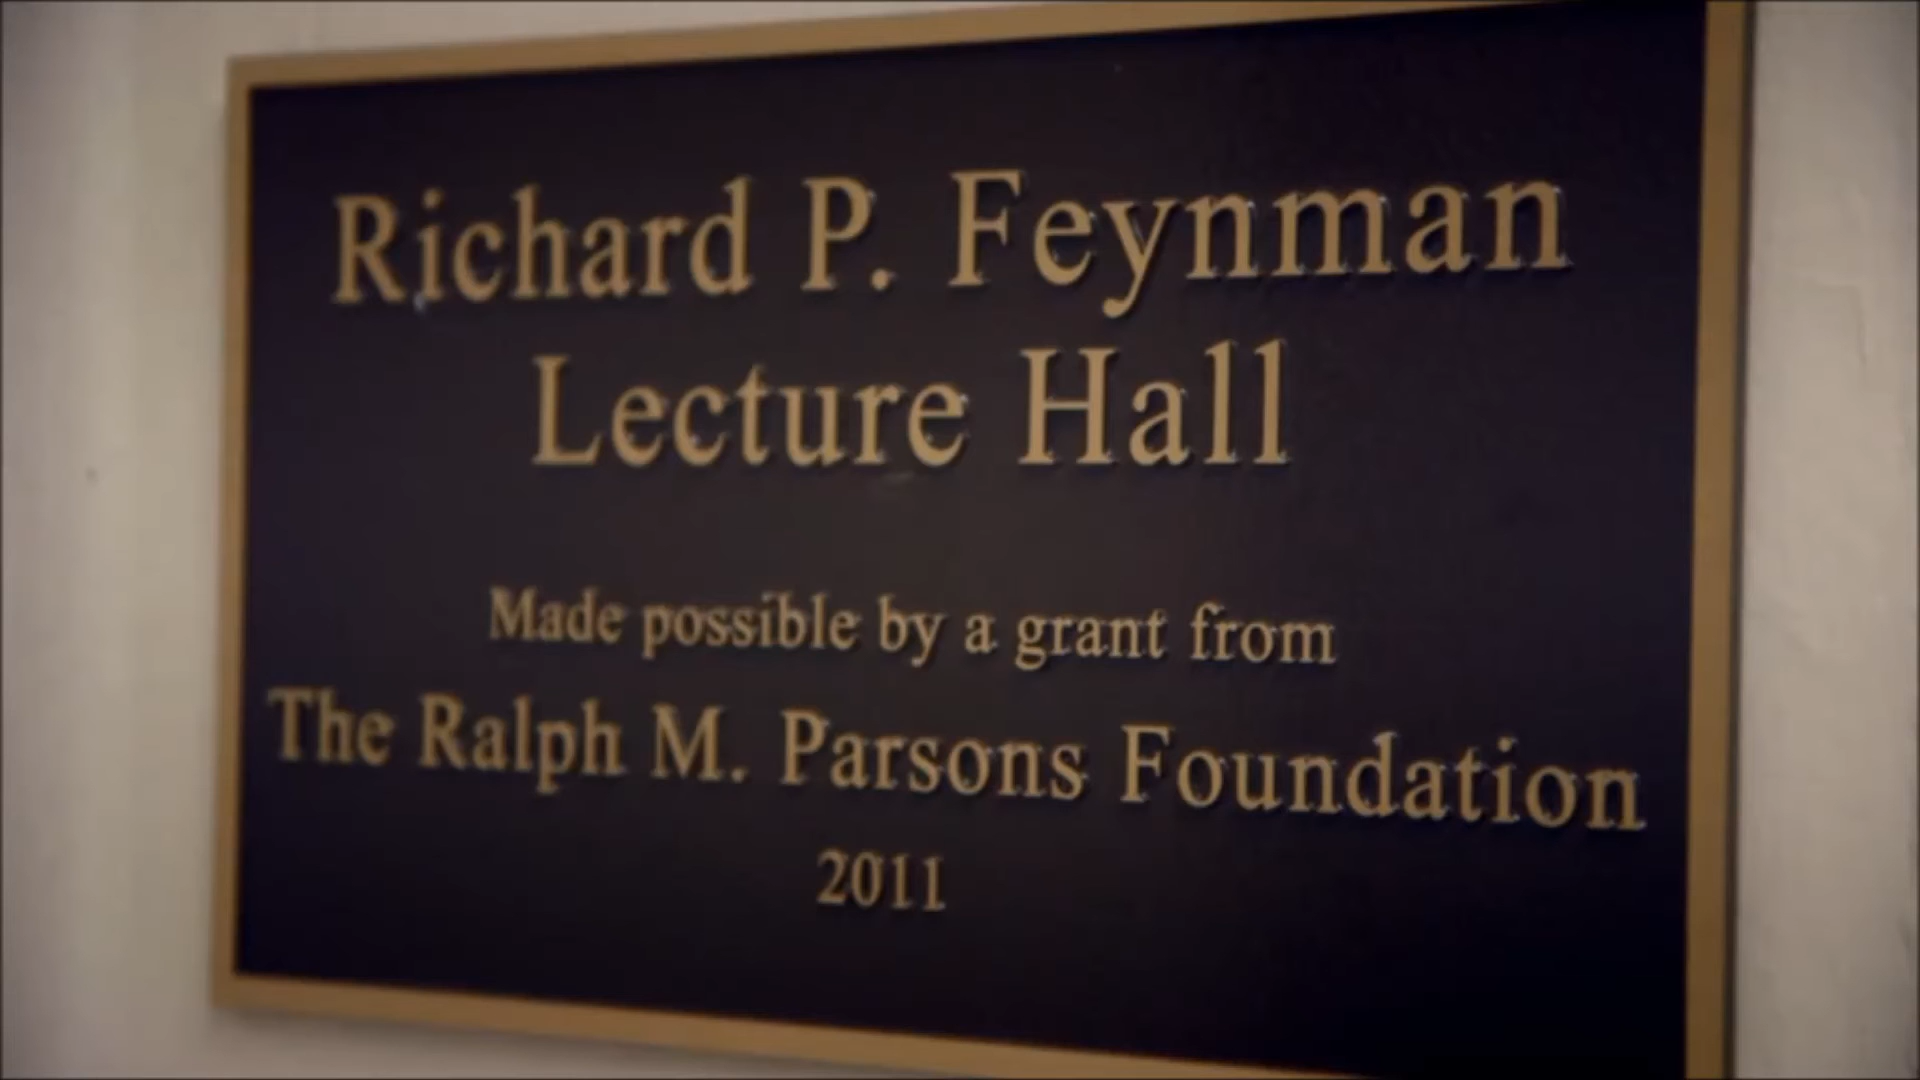 Richard P. Feynman
Lecture Hall
Made possible by a grant from
The Ralph M. Parsons Foundation
2011